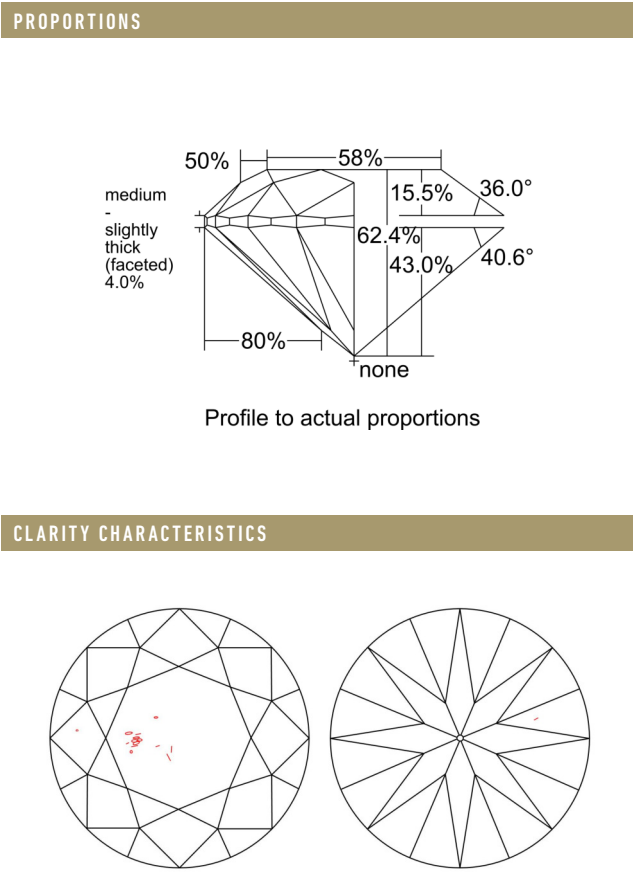 PROPORTIONS
50%
58%
medium
-
slightly
thick
(faceted)
4.0%
15.5%
36.0°
62.4%
43.0%
40.6°
80%
none
Profile to actual proportions
CLARITY CHARACTERISTICS